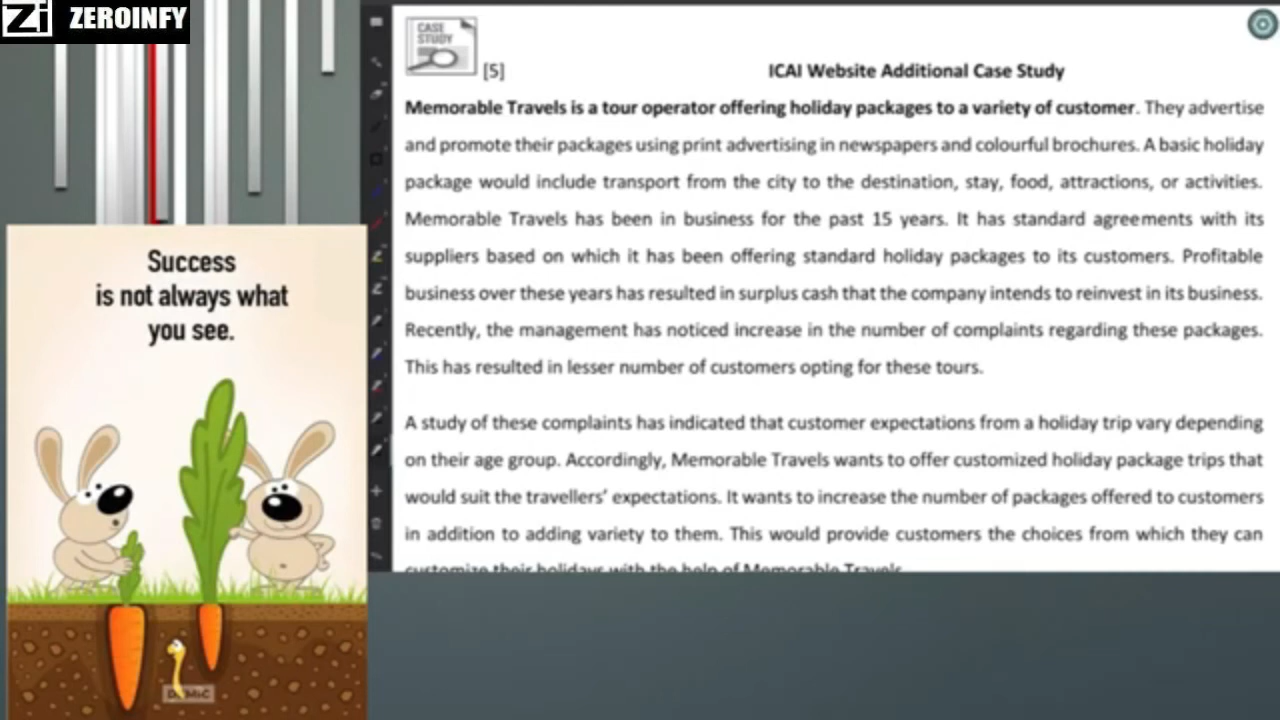 Zi ZEROINFY
CASE
STUDY
[5]
ICAI Website Additional Case Study
Memorable Travels is a tour operator offering holiday packages to a variety of customer. They advertise
and promote their packages using print advertising in newspapers and colourful brochures. A basic holiday
package would include transport from the city to the destination, stay, food, attractions, or activities.
Memorable Travels has been in business for the past 15 years. It has standard agreements with its
suppliers based on which it has been offering standard holiday packages to its customers. Profitable
business over these years has resulted in surplus cash that the company intends to reinvest in its business.
Recently, the management has noticed increase in the number of complaints regarding these packages.
This has resulted in lesser number of customers opting for these tours.
A study of these complaints has indicated that customer expectations from a holiday trip vary depending
on their age group. Accordingly, Memorable Travels wants to offer customized holiday package trips that
would suit the travellers' expectations. It wants to increase the number of packages offered to customers
in addition to adding variety to them. This would provide customers the choices from which they can
customize their holidays with the help of Memorable Travels.
Success
is not always what
you see.